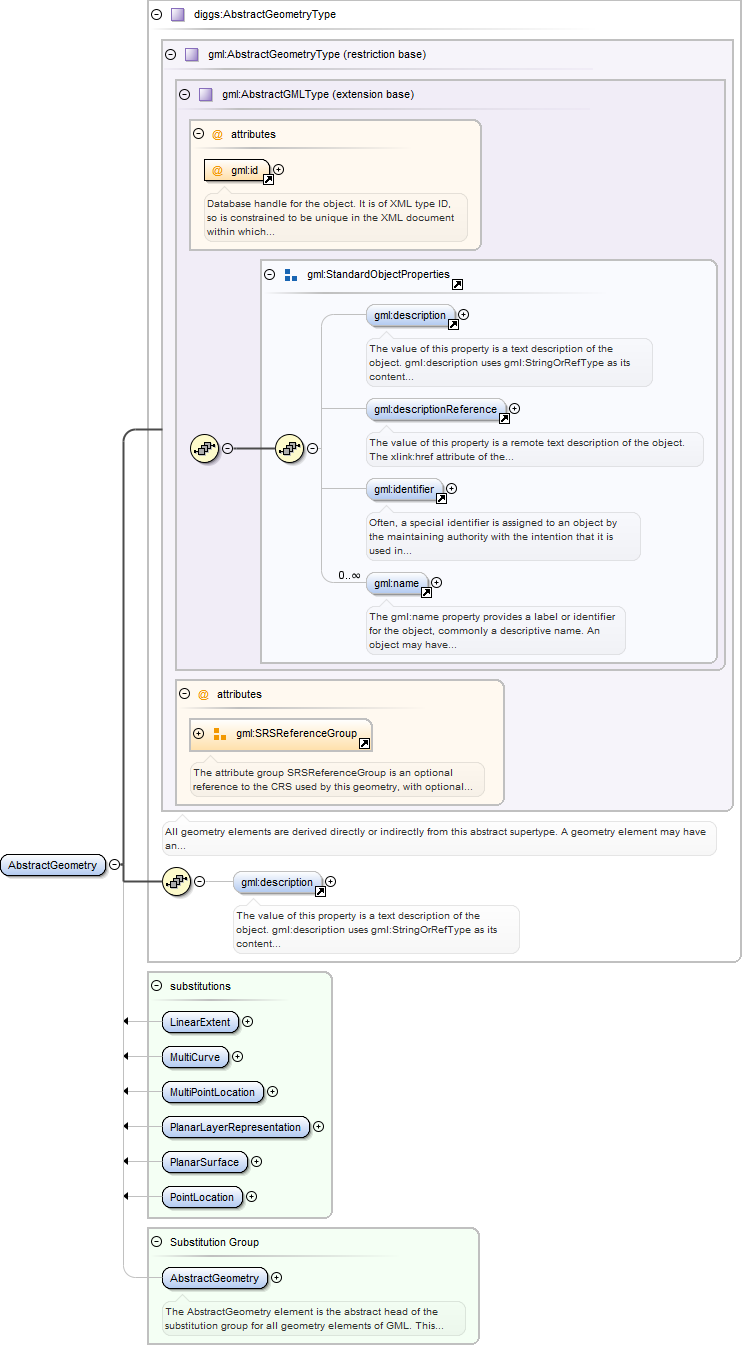 diggs:AbstractGeometryType
gml:AbstractGeometryType (restriction base)
gml:AbstractGMLType (extension base)
@ attributes
@ gml:id
Database handle for the object. It is of XML type ID,
so is constrained to be unique in the XML document
within which...
gml:StandardObjectProperties
gml:description
The value of this property is a text description of the
object. gml:description uses gml:StringOrRefType as its
content...
gml:descriptionReference
The value of this property is a remote text description of the object.
The xlink:href attribute of the...
gml:identifier
Often, a special identifier is assigned to an object by
the maintaining authority with the intention that it is
used in...
0..∞
gml:name
The gml:name property provides a label or identifier
for the object, commonly a descriptive name. An
object may have...
@ attributes
gml:SRSReferenceGroup
The attribute group SRSReferenceGroup is an optional
reference to the CRS used by this geometry, with optional...
All geometry elements are derived directly or indirectly from this abstract supertype. A geometry element may have
an...
AbstractGeometry
gml:description
The value of this property is a text description of the
object. gml:description uses gml:StringOrRefType as its
content...
substitutions
LinearExtent
MultiCurve
MultiPointLocation
PlanarLayerRepresentation
PlanarSurface
PointLocation
Substitution Group
AbstractGeometry
The AbstractGeometry element is the abstract head of the
substitution group for all geometry elements of GML. This...